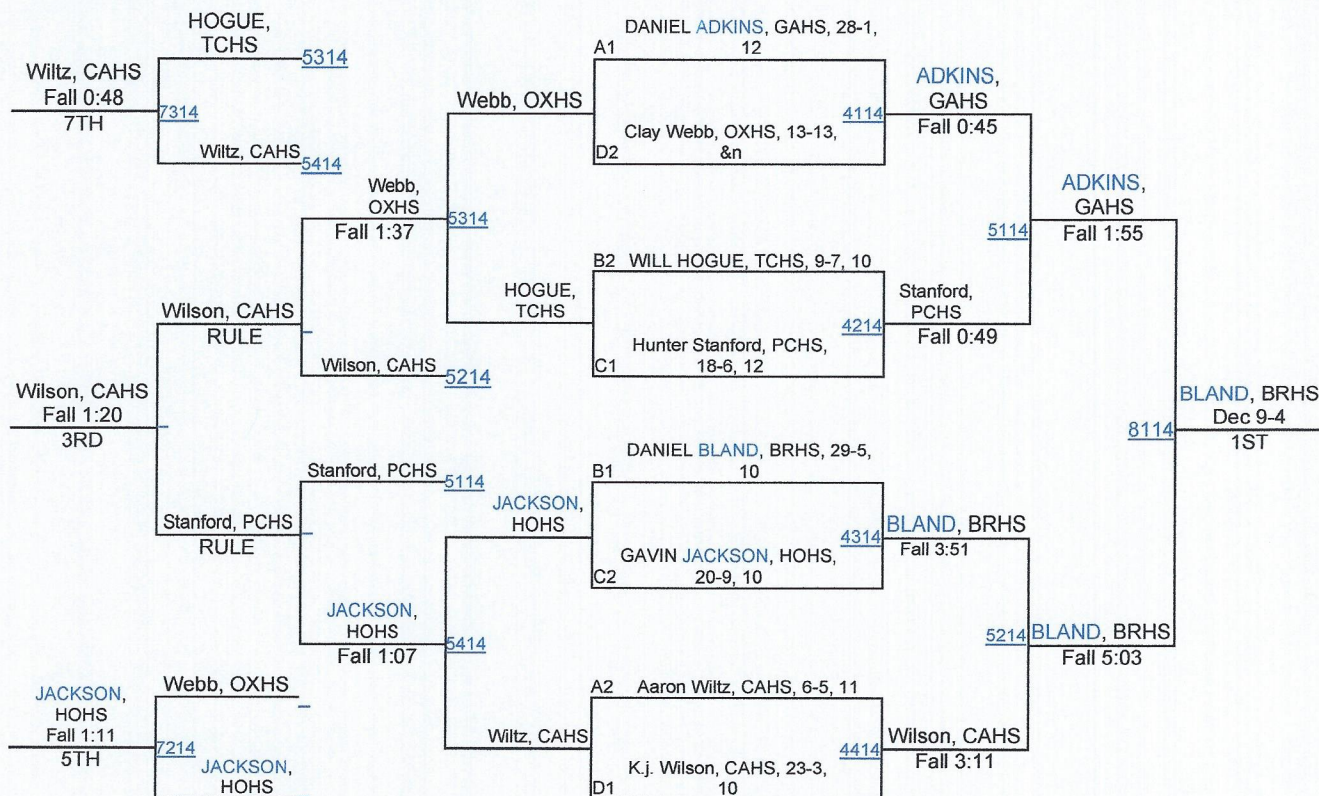 HOGUE,
TCHS
5314
Wiltz, CAHS
Fall 0:48
7TH
7314
Wiltz, CAHS
5414
Webb,
OXHS
Fall 1:37
5314
Wilson, CAHS
RULE
Wilson, CAHS
5214
Wilson, CAHS
Fall 1:20
3RD
Stanford, PCHS
5114
Stanford, PCHS
RULE
JACKSON,
HOHS
Fall 1:07
5414
Webb, OXHS
JACKSON,
HOHS
Fall 1:11
5TH
7214
JACKSON,
HOHS
Webb, OXHS
HOGUE,
TCHS
JACKSON,
HOHS
Wiltz, CAHS
DANIEL ADKINS, GAHS, 28-1,
12
A1
4114
Clay Webb, OXHS, 13-13,
&n
D2
B2 WILL HOGUE, TCHS, 9-7, 10
4214
Hunter Stanford, PCHS,
18-6, 12
C1
DANIEL BLAND, BRHS, 29-5,
10
B1
4314
GAVIN JACKSON, HOHS,
20-9, 10
C2
A2 Aaron Wiltz, CAHS, 6-5, 11
4414
K.j. Wilson, CAHS, 23-3,
10
D1
ADKINS,
GAHS
Fall 0:45
5114
Stanford,
PCHS
Fall 0:49
BLAND, BRHS
Fall 3:51
5214
Wilson, CAHS
Fall 3:11
ADKINS,
GAHS
Fall 1:55
8114
BLAND, BRHS
Fall 5:03
BLAND, BRHS
Dec 9-4
1ST